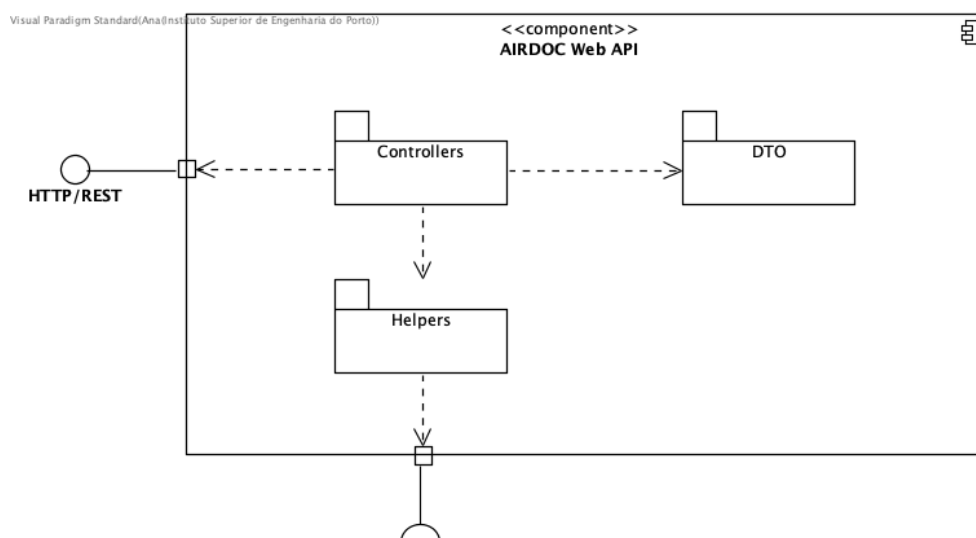 Visual Paradigm Standard(Ana(Instituto Superior de Engenharia do Porto))
<<component>>
AIRDOC Web API
Controllers
DTO
HTTP/REST
Helpers